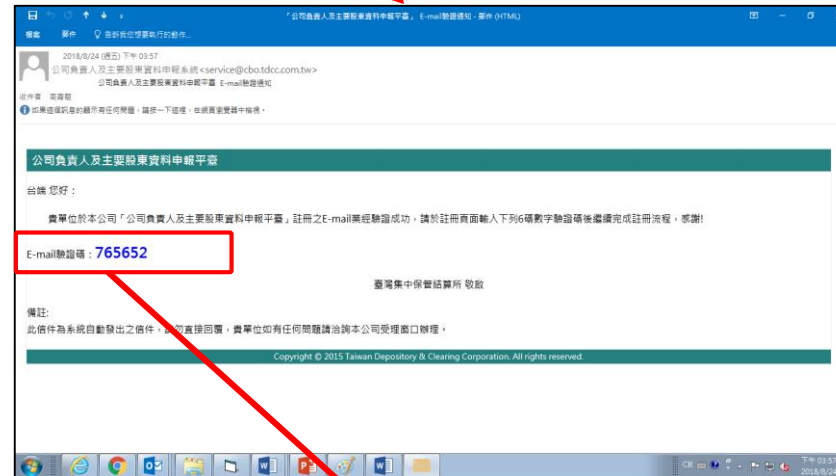 「公司負責人及主要股東資料申報平臺」 E-mail驗證通知 - 郵件 (HTML)
檔案 郵件 告訴我您想要執行的動作...
2018/8/24 (週五) 下午 03:57
公司負責人及主要股東資料申報系統<service@cbo.tdcc.com.tw>
公司負責人及主要股東資料申報平臺 E-mail驗證通知
收件者
如果這個訊息的顯示有任何問題，請按一下這裡，在網頁瀏覽器中檢視。
公司負責人及主要股東資料申報平臺
台端 您好：
貴單位於本公司「公司負責人及主要股東資料申報平臺」註冊之E-mail業經驗證成功，請於註冊頁面輸入下列6碼數字驗證碼後繼續完成註冊流程，感謝!
E-mail驗證碼：765652
臺灣集中保管結算所 敬啟
備註:
此信件為系統自動發出之信件，請勿直接回覆，貴單位如有任何問題請洽詢本公司受理窗口辦理。
Copyright © 2015 Taiwan Depository & Clearing Corporation. All rights reserved.
CH
下午 03:57
2018/8/24